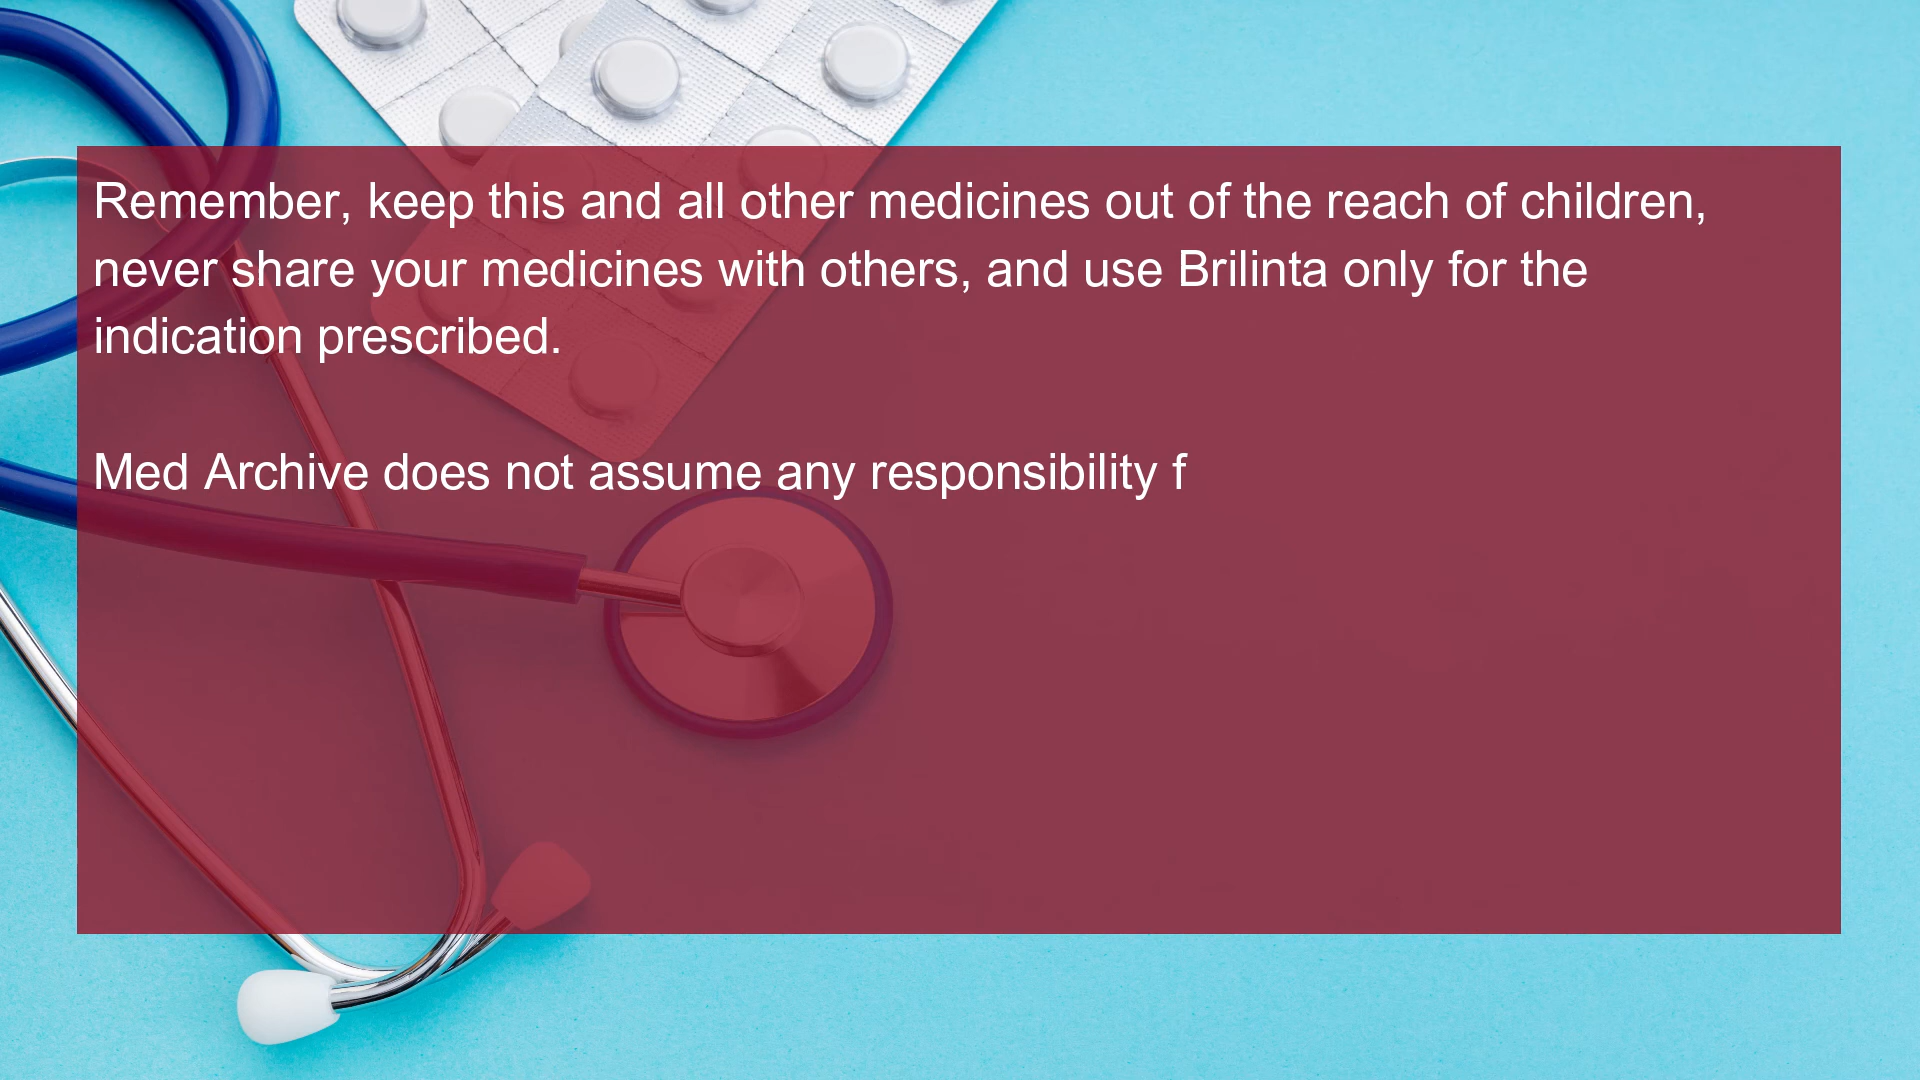 Remember, keep this and all other medicines out of the reach of children,
never share your medicines with others, and use Brilinta only for the
indication prescribed.
Med Archive does not assume any responsibility f